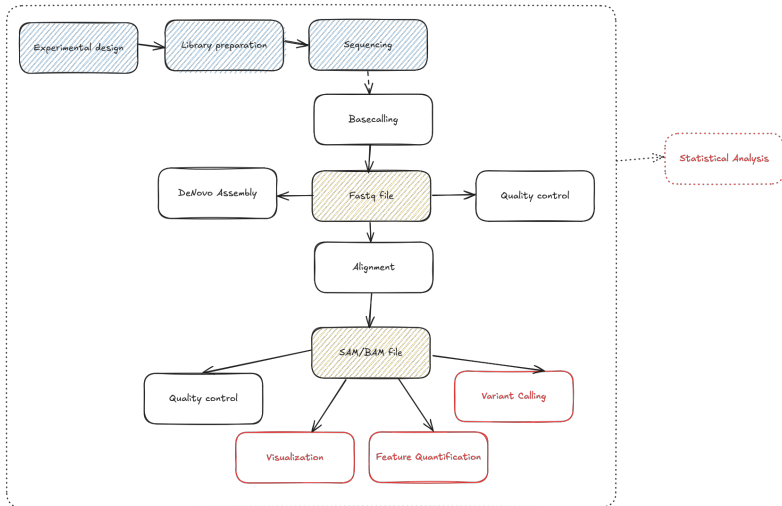 Experimental design
Library preparation
Sequencing
Basecalling
Statistical Analysis
DeNovo Assembly
Fastq file
Quality control
Alignment
SAM/BAM file
Quality control
Variant Calling
Visualization
Feature Quantification